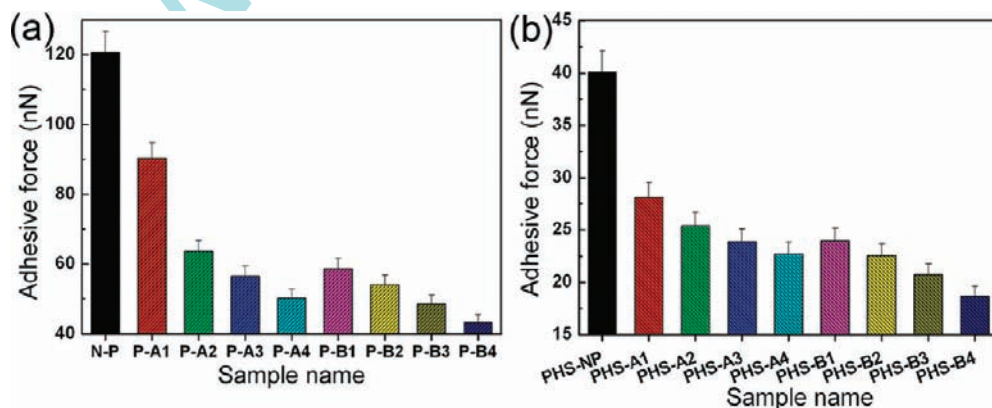 (a)
Adhesive force (nN)
120
100
80
60
40
N-P P-A1 P-A2 P-A3 P-A4 P-B1 P-B2 P-B3 P-B4
Sample name
(b)
Adhesive force (nN)
45
40
35
30
25
20
15
PHS-NP PHS-A1 PHS-A2 PHS-A3 PHS-A4 PHS-B1 PHS-B2 PHS-B3 PHS-B4
Sample name